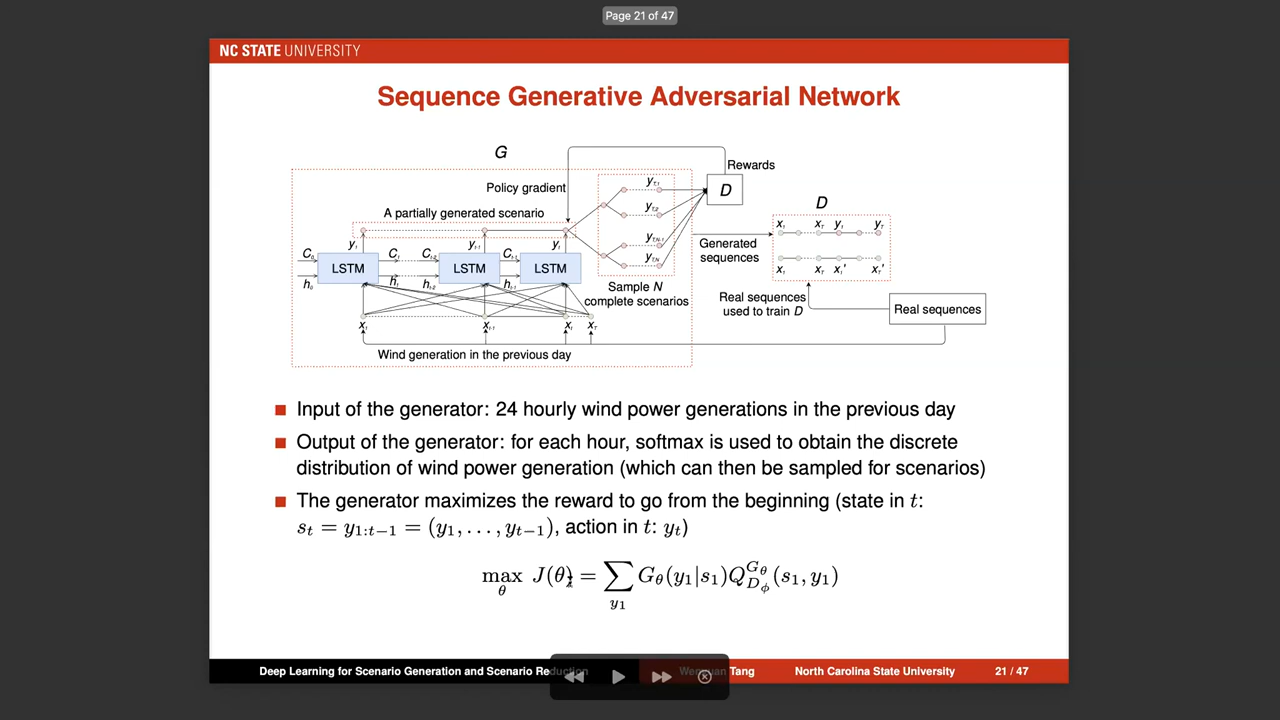 Page 21 of 47
NC STATE UNIVERSITY
Sequence Generative Adversarial Network
G
Rewards
Policy gradient
D
A partially generated scenario
D
Generated
sequences
LSTM
LSTM
LSTM
Sample N
complete scenarios
Real sequences
used to train D
Real sequences
Wind generation in the previous day
Input of the generator: 24 hourly wind power generations in the previous day
Output of the generator: for each hour, softmax is used to obtain the discrete
distribution of wind power generation (which can then be sampled for scenarios)
The generator maximizes the reward to go from the beginning (state in t:
s_t = y_{1:t−1} = (y_1, . . . , y_{t−1}), action in t: y_t)
max_θ J(θ) = ∑_{y_1} G_θ(y_1|s_1)Q^{G_θ}_{D_ϕ}(s_1, y_1)
Deep Learning for Scenario Generation and Scenario
Tang
North Carolina State University
21 / 47